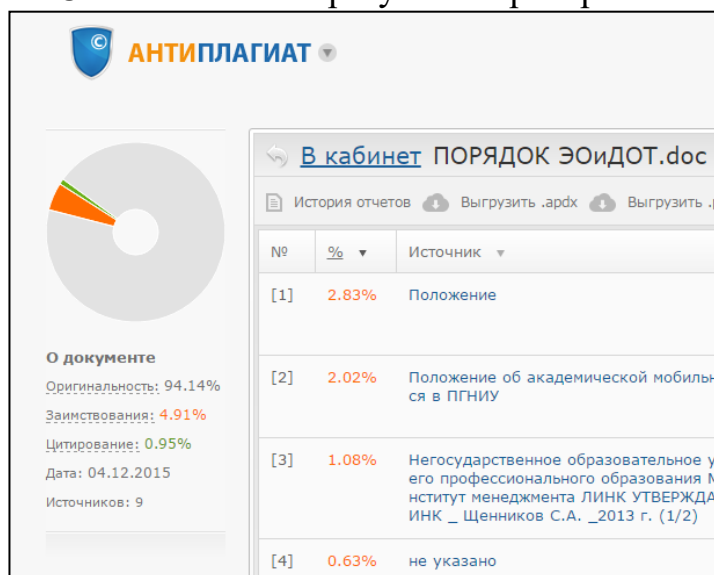 АНТИПЛАГИАТ
В кабинет ПОРЯДОК ЭОиДОТ.doc
История отчетов Выгрузить .apdx Выгрузить
№ % Источник
[1] 2.83% Положение
[2] 2.02% Положение об академической
ся в ПГНИУ
[3] 1.08% Негосударственное образовательное
его профессионального образования
нститут менеджмента ЛИНК
ИНК _ Щенников С.А. _2013 г. (1/2)
[4] 0.63% не указано
О документе
Оригинальность: 94.14%
Заимствования: 4.91%
Цитирование: 0.95%
Дата: 04.12.2015
Источников: 9